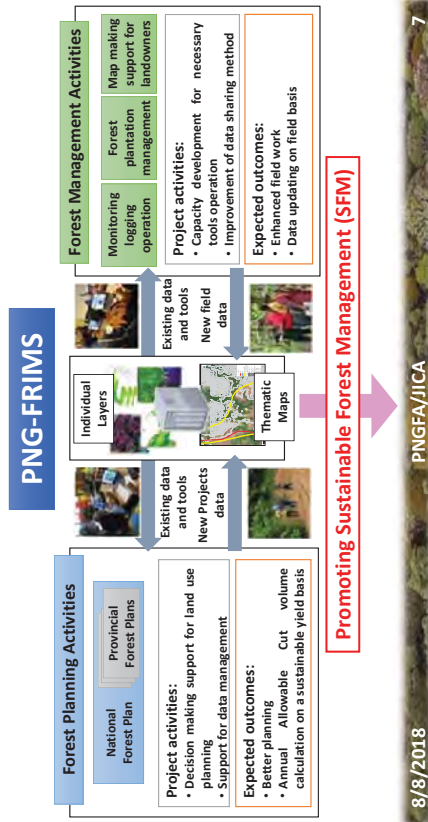 PNG-FRIMS
Forest Planning Activities
National
Forest Plan
Provincial
Forest Plans
Project activities:
• Decision making support for land use
planning
• Support for data management
Expected outcomes:
• Better planning
• Annual Allowable Cut volume
calculation on a sustainable yield basis
Existing data
and tools
New Projects
data
Individual
Layers
Thematic
Maps
Existing data
and tools
New field
data
Forest Management Activities
Monitoring
logging
operation
Forest
plantation
management
Map making
support for
landowners
Project activities:
• Capacity development for necessary
tools operation
• Improvement of data sharing method
Expected outcomes:
• Enhanced field work
• Data updating on field basis
Promoting Sustainable Forest Management (SFM)
8/8/2018
PNGFA/JICA
7